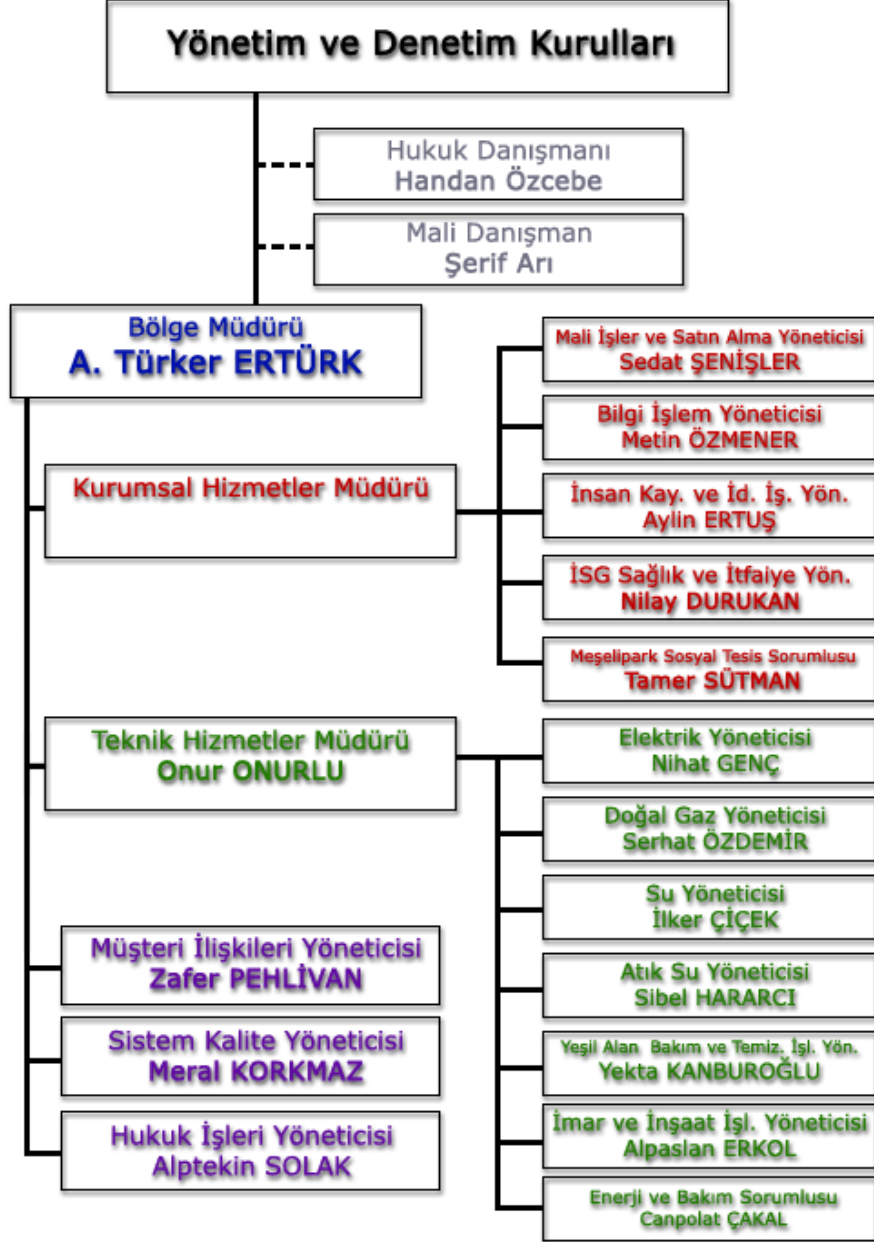 Yönetim ve Denetim Kurulları
Hukuk Danışmanı
Handan Özcebe
Mali Danışman
Şerif Arı
Bölge Müdürü
A. Türker ERTÜRK
Kurumsal Hizmetler Müdürü
Mali İşler ve Satın Alma Yöneticisi
Sedat ŞENİŞLER
Bilgi İşlem Yöneticisi
Metin ÖZMENER
İnsan Kay. ve İd. İş. Yön.
Aylin ERTUŞ
İSG Sağlık ve İtfaiye Yön.
Nilay DURUKAN
Meşelipark Sosyal Tesis Sorumlusu
Tamer SÜTMAN
Teknik Hizmetler Müdürü
Onur ONURLU
Elektrik Yöneticisi
Nihat GENÇ
Doğal Gaz Yöneticisi
Serhat ÖZDEMİR
Su Yöneticisi
İlker ÇİÇEK
Atık Su Yöneticisi
Sibel HARARCI
Yeşil Alan Bakım ve Temiz. İşl. Yön.
Yekta KANBUROĞLU
İmar ve İnşaat İşl. Yöneticisi
Alpaslan ERKOL
Enerji ve Bakım Sorumlusu
Canpolat ÇAKAL
Müşteri İlişkileri Yöneticisi
Zafer PEHLİVAN
Sistem Kalite Yöneticisi
Meral KORKMAZ
Hukuk İşleri Yöneticisi
Alptekin SOLAK